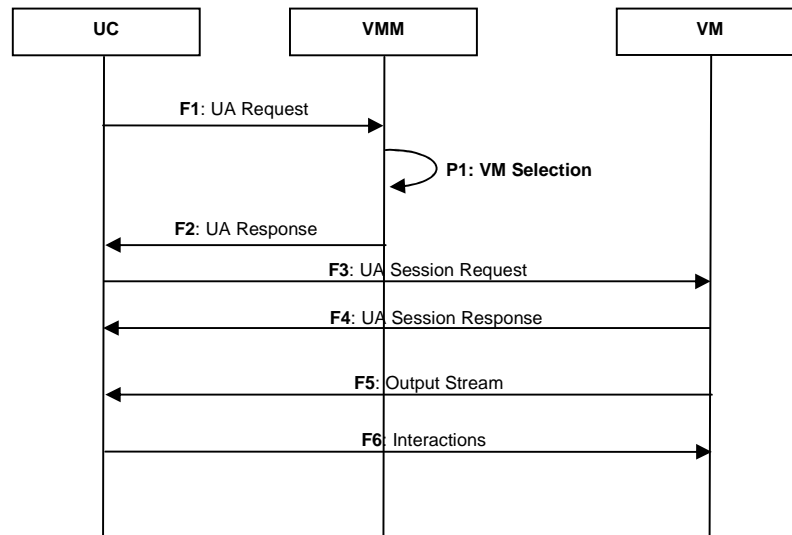 UC VMM VM
F1: UA Request
P1: VM Selection
F2: UA Response
F3: UA Session Request
F4: UA Session Response
F5: Output Stream
F6: Interactions